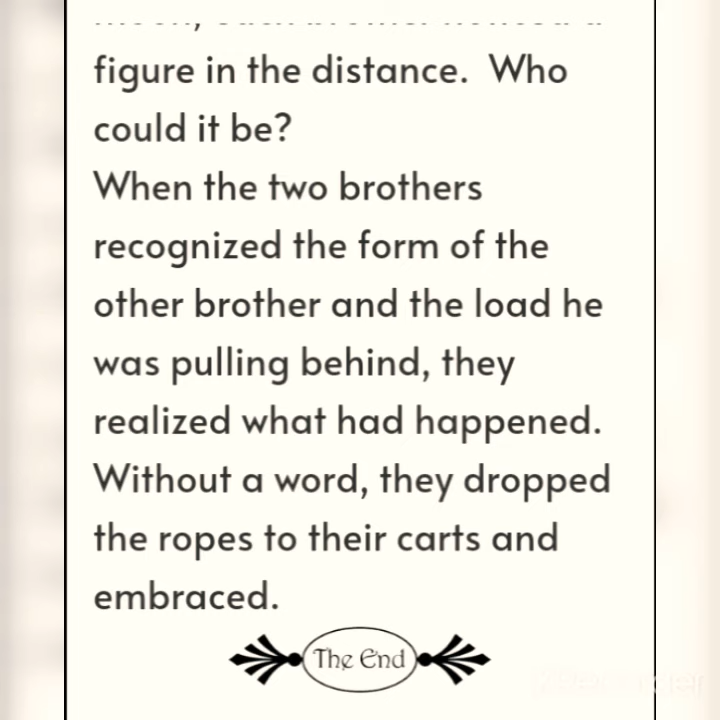 figure in the distance.  Who
could it be?
When the two brothers
recognized the form of the
other brother and the load he
was pulling behind, they
realized what had happened.
Without a word, they dropped
the ropes to their carts and
embraced.
The End